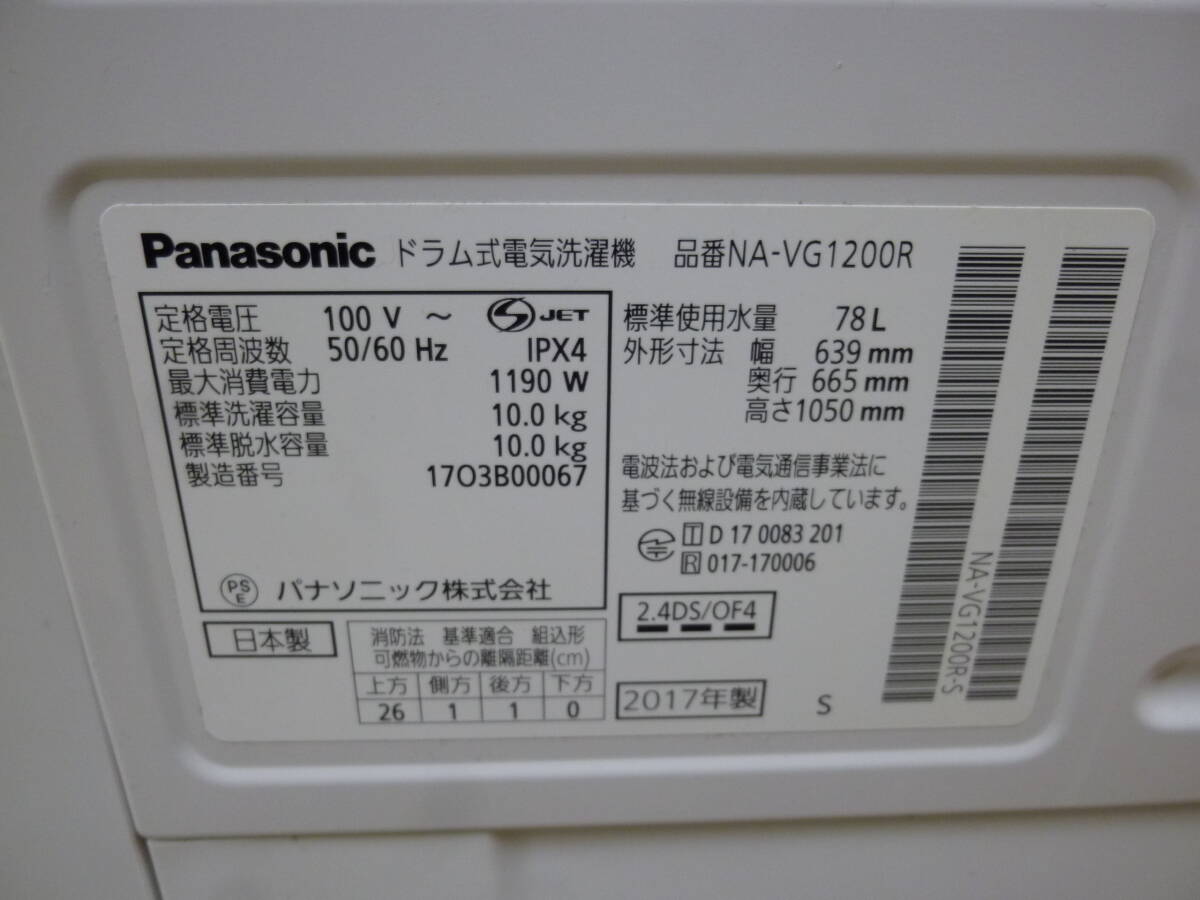 Panasonic ドラム式電気洗濯機 品番NA-VG1200R
定格電圧 100 V ～ S JET
定格周波数 50/60 Hz IPX4
最大消費電力 1190 W
標準洗濯容量 10.0 kg
標準脱水容量 10.0 kg
製造番号 17O3B00067
PS E パナソニック株式会社
日本製
消防法 基準適合 組込形
可燃物からの離隔距離(cm)
上方 側方 後方 下方
26 1 1 0
標準使用水量 78 L
外形寸法 幅 639 mm
奥行 665 mm
高さ1050 mm
電波法および電気通信事業法に
基づく無線設備を内蔵しています。
T D 17 0083 201
R 017-170006
2.4DS/OF4
2017年製 S
NA-VG1200R-S